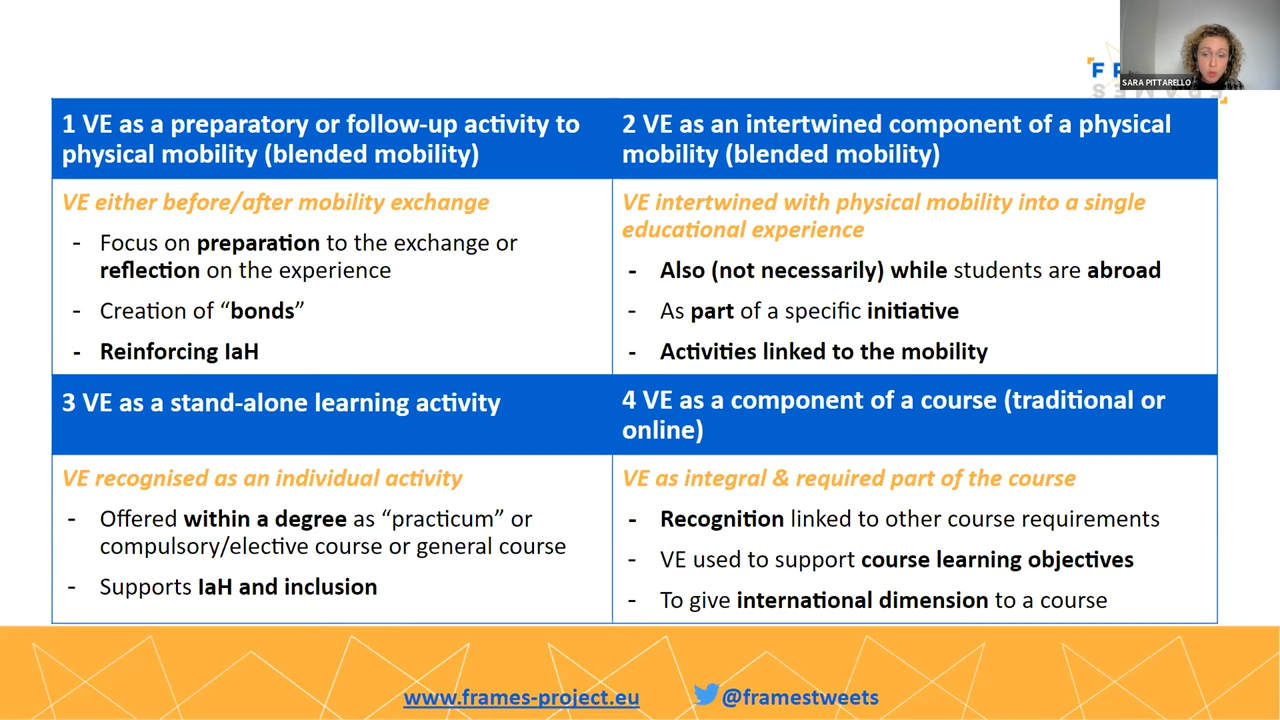 SARA PITTARELLO
1 VE as a preparatory or follow-up activity to
physical mobility (blended mobility)
VE either before/after mobility exchange
- Focus on preparation to the exchange or
reflection on the experience
- Creation of “bonds”
- Reinforcing IaH
2 VE as an intertwined component of a physical
mobility (blended mobility)
VE intertwined with physical mobility into a single
educational experience
- Also (not necessarily) while students are abroad
- As part of a specific initiative
- Activities linked to the mobility
3 VE as a stand-alone learning activity
VE recognised as an individual activity
- Offered within a degree as “practicum” or
compulsory/elective course or general course
- Supports IaH and inclusion
4 VE as a component of a course (traditional or
online)
VE as integral & required part of the course
- Recognition linked to other course requirements
- VE used to support course learning objectives
- To give international dimension to a course
www.frames-project.eu
@framestweets